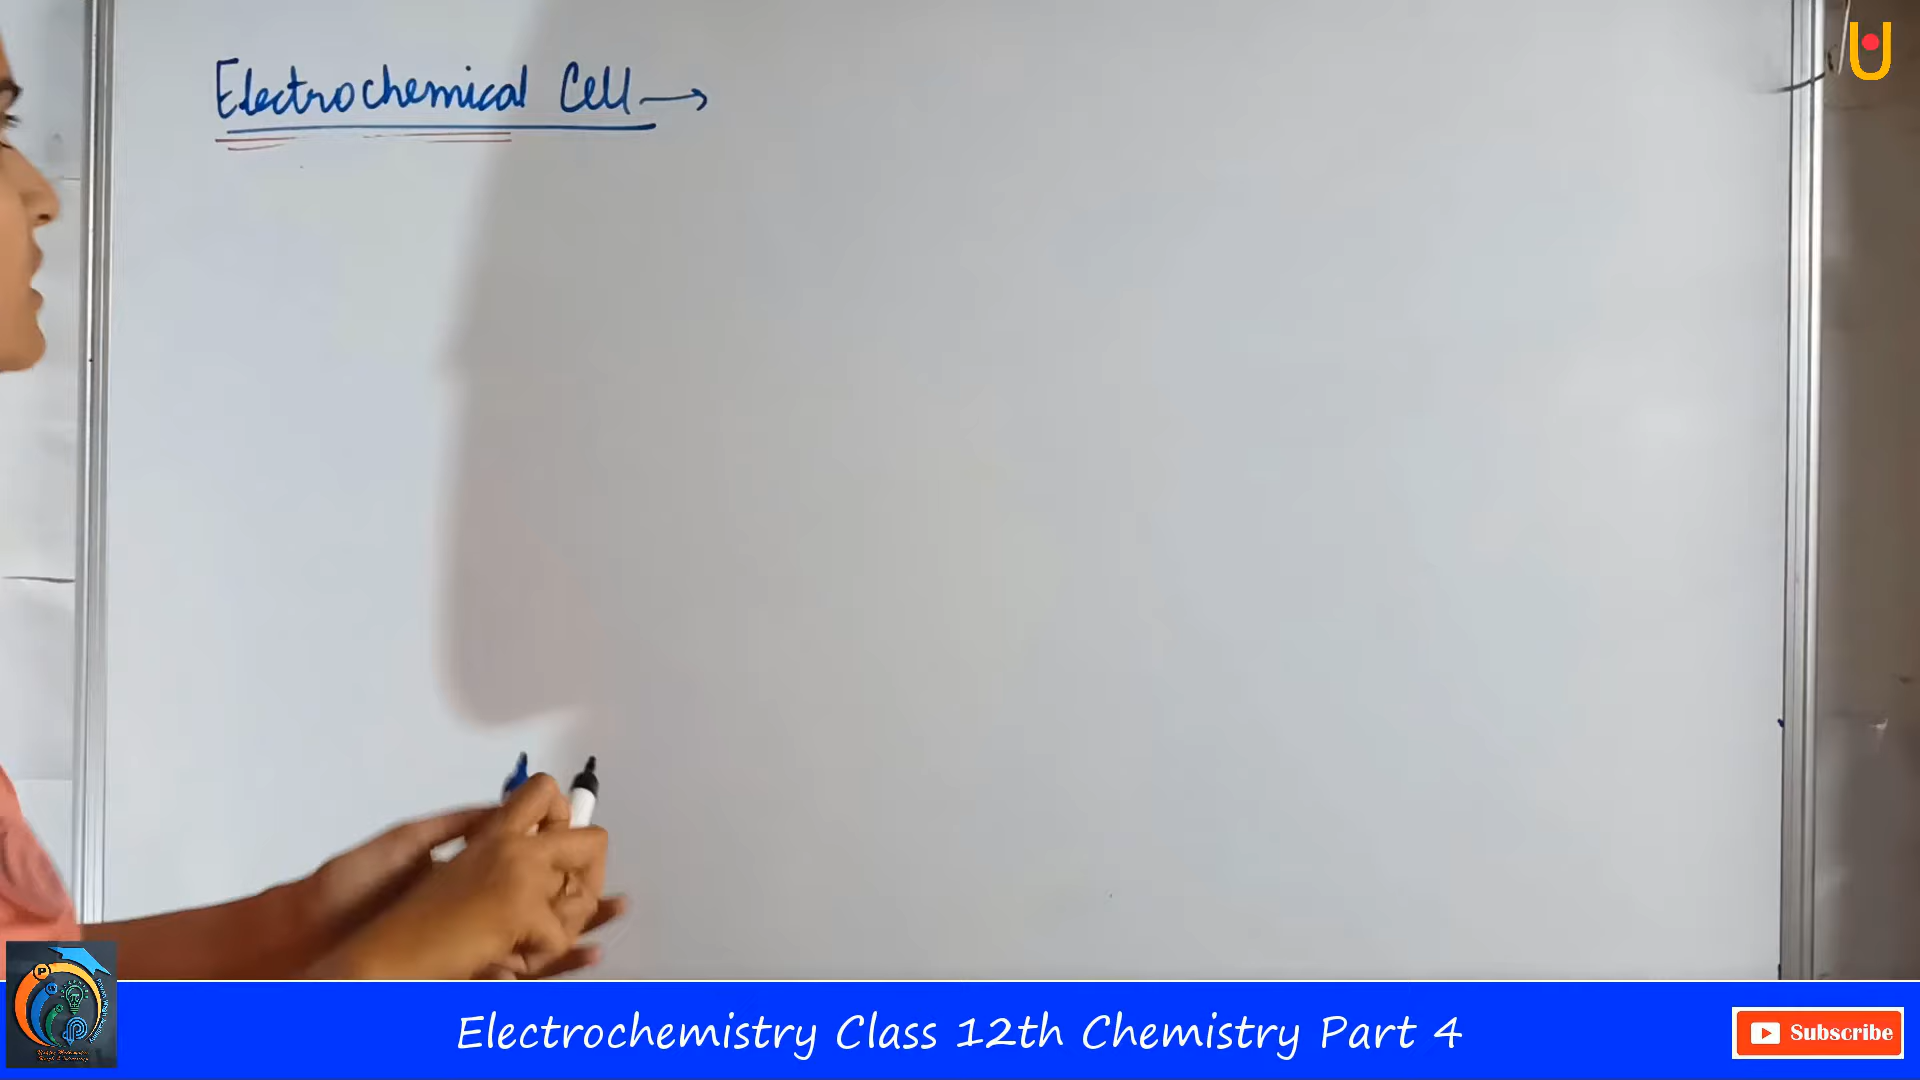 Electrochemical Cell →
Electrochemistry Class 12th Chemistry Part 4
Subscribe